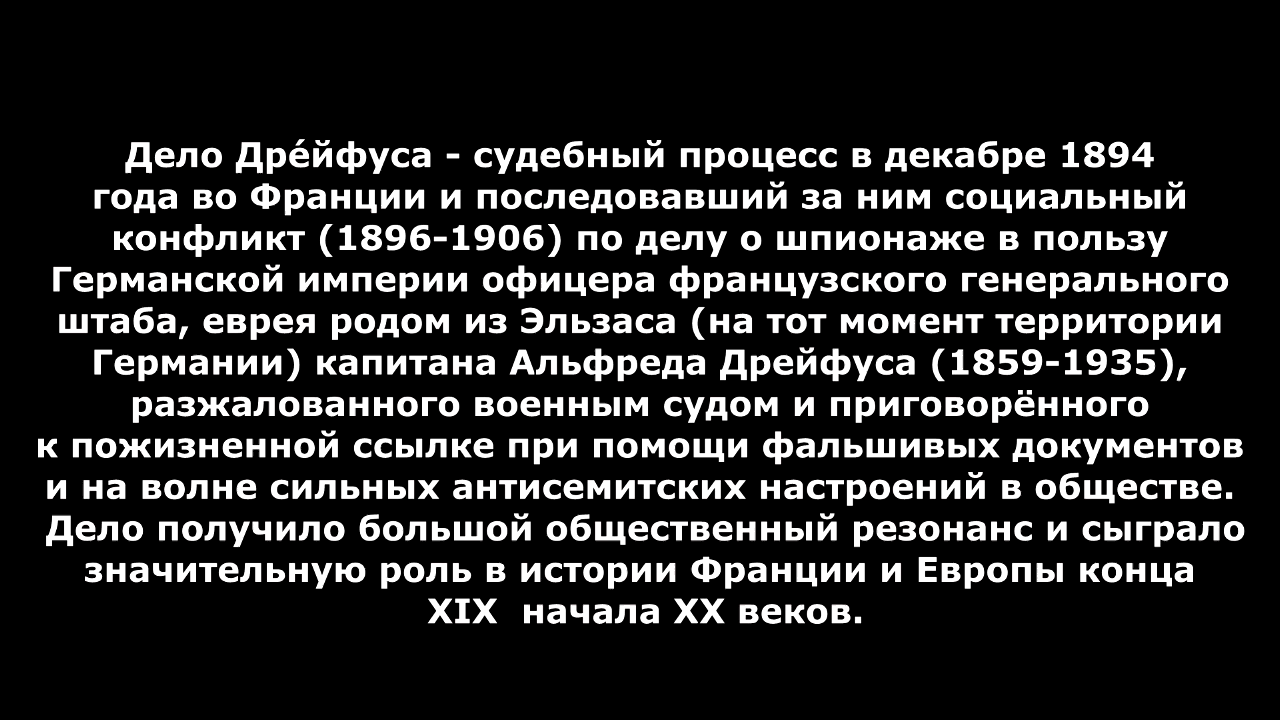 Дело Дре́йфуса - судебный процесс в декабре 1894
года во Франции и последовавший за ним социальный
конфликт (1896-1906) по делу о шпионаже в пользу
Германской империи офицера французского генерального
штаба, еврея родом из Эльзаса (на тот момент территории
Германии) капитана Альфреда Дрейфуса (1859-1935),
разжалованного военным судом и приговорённого
к пожизненной ссылке при помощи фальшивых документов
и на волне сильных антисемитских настроений в обществе.
Дело получило большой общественный резонанс и сыграло
значительную роль в истории Франции и Европы конца
XIX  начала XX веков.